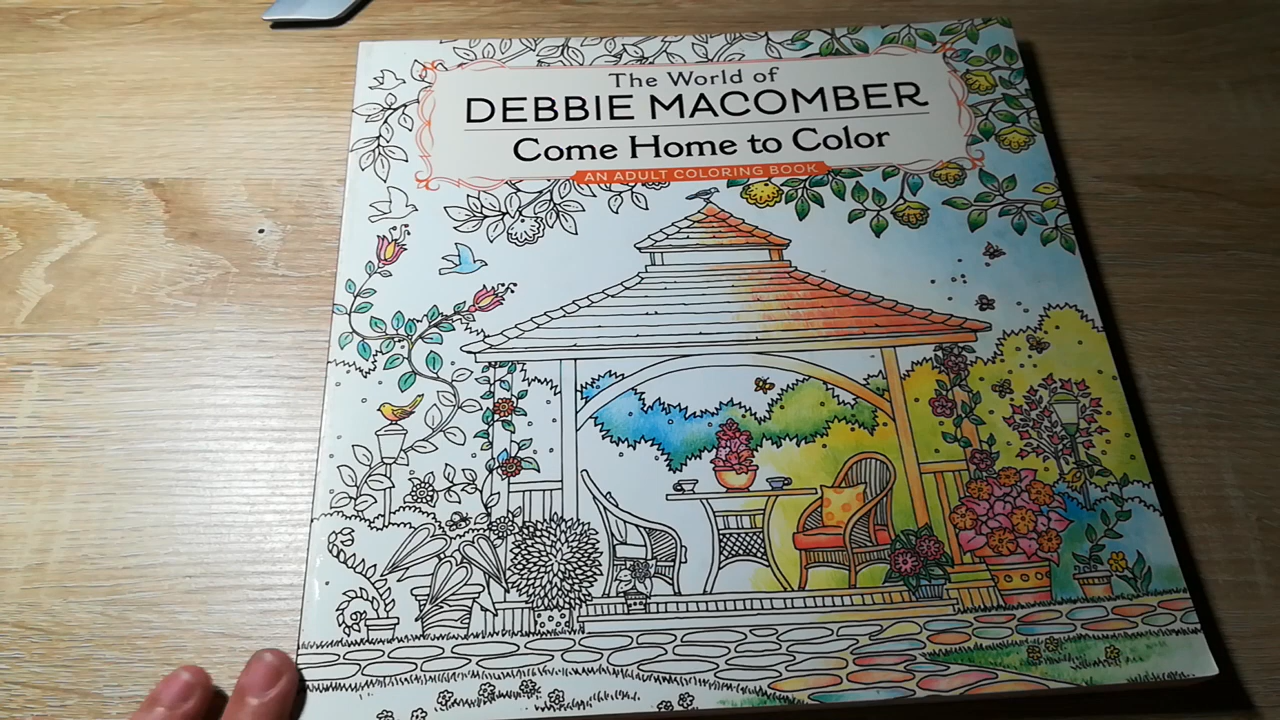 The World of
DEBBIE MACOMBER
Come Home to Color
AN ADULT COLORING BOOK